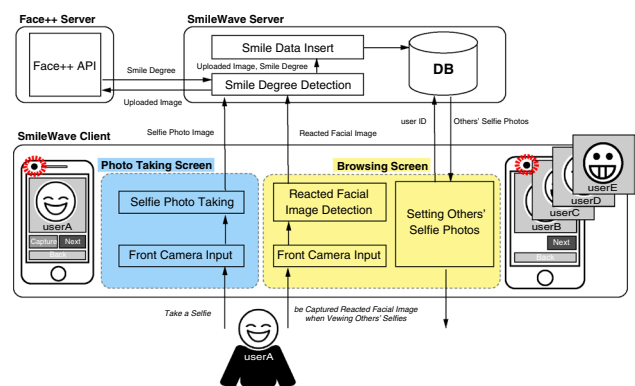 Face++ Server
SmileWave Server
Face++ API
Smile Data Insert
DB
Smile Degree
Uploaded Image, Smile Degree
Smile Degree Detection
Uploaded Image
user ID
Others' Selfie Photos
Selfie Photo Image
Reacted Facial Image
SmileWave Client
Photo Taking Screen
Browsing Screen
userA
Capture
Next
Back
Selfie Photo Taking
Front Camera Input
Reacted Facial
Image Detection
Front Camera Input
Setting Others'
Selfie Photos
userE
userD
userC
userB
Next
Back
Take a Selfie
be Captured Reacted Facial Image
when Vewing Others' Selfies
userA